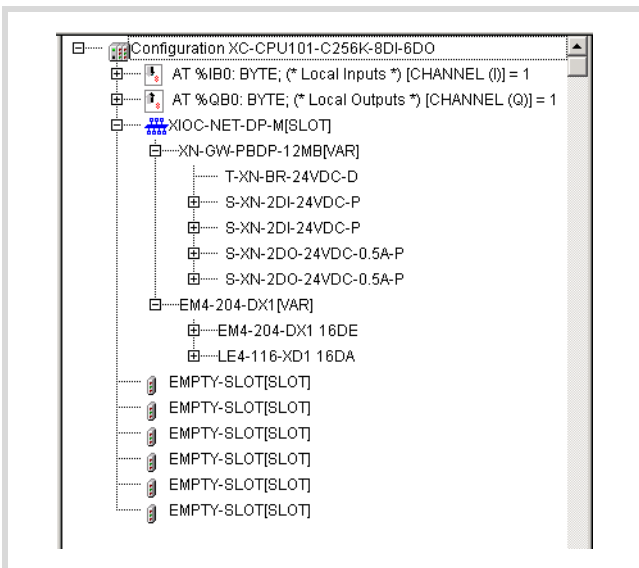 Configuration XC-CPU101-C256K-8DI-6DO
AT %IB0: BYTE; (* Local Inputs *) [CHANNEL (I)] = 1
AT %QB0: BYTE; (* Local Outputs *) [CHANNEL (Q)] = 1
XIOC-NET-DP-M[SLOT]
XN-GW-PBDP-12MB[VAR]
T-XN-BR-24VDC-D
S-XN-2DI-24VDC-P
S-XN-2DI-24VDC-P
S-XN-2DO-24VDC-0.5A-P
S-XN-2DO-24VDC-0.5A-P
EM4-204-DX1[VAR]
EM4-204-DX1 16DE
LE4-116-XD1 16DA
EMPTY-SLOT[SLOT]
EMPTY-SLOT[SLOT]
EMPTY-SLOT[SLOT]
EMPTY-SLOT[SLOT]
EMPTY-SLOT[SLOT]
EMPTY-SLOT[SLOT]